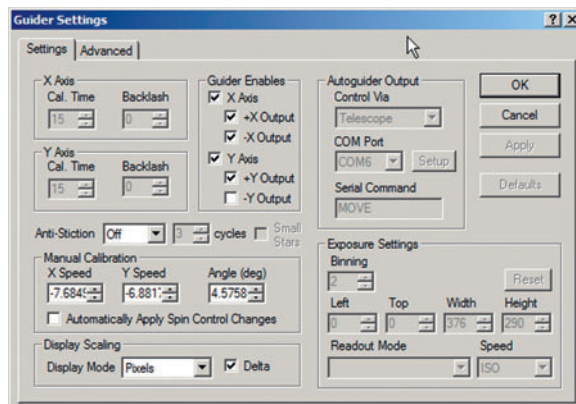 Guider Settings
Settings
Advanced
X Axis
Cal. Time
Backlash
15
0
Y Axis
Cal. Time
Backlash
15
0
Guider Enables
X Axis
+X Output
-X Output
Y Axis
+Y Output
-Y Output
Autoguider Output
Control Via
Telescope
COM Port
COM6
Setup
Serial Command
MOVE
OK
Cancel
Apply
Defaults
Anti-Stiction
Off
3
cycles
Small
Stars
Manual Calibration
X Speed
Y Speed
Angle (deg)
4.5758
Automatically Apply Spin Control Changes
Display Scaling
Display Mode
Pixels
Delta
Exposure Settings
Binning
2
Reset
Left
Top
Width
Height
0
0
376
290
Readout Mode
Speed
ISO